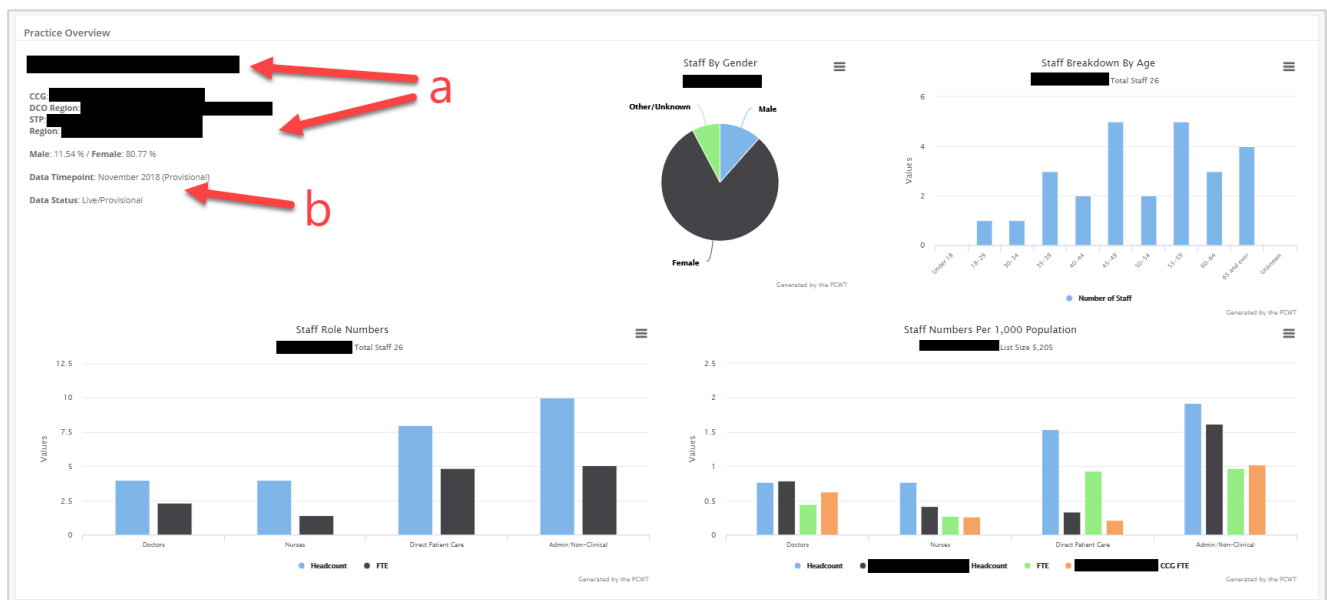 Practice Overview
a
CCG:
DCO Region:
STP:
Region:
Male: 11.54 % / Female: 80.77 %
Data Timepoint: November 2018 (Provisional)
b
Data Status: Live/Provisional
Staff By Gender
Other/Unknown
Male
Female
Generated by the PCWT
Staff Breakdown By Age
Total Staff 26
Values
6
4
2
0
Under 18
18-29
30-34
35-39
40-44
45-49
50-54
55-59
60-64
65 and over
Unknown
Number of Staff
Generated by the PCWT
Staff Role Numbers
Total Staff 26
Values
12.5
10
7.5
5
2.5
0
Doctors
Nurses
Direct Patient Care
Admin/Non-Clinical
Headcount FTE
Generated by the PCWT
Staff Numbers Per 1,000 Population
List Size 5,205
Values
2.5
2
1.5
1
0.5
0
Doctors
Nurses
Direct Patient Care
Admin/Non-Clinical
Headcount Headcount FTE CCG FTE
Generated by the PCWT